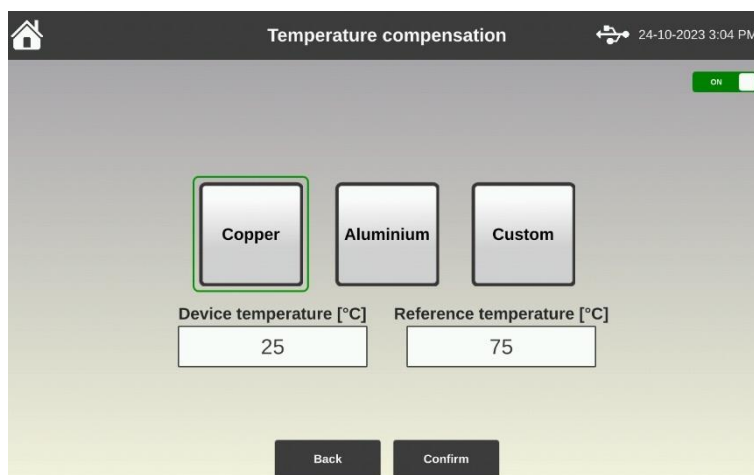 Temperature compensation
24-10-2023 3:04 PM
ON
Copper
Aluminium
Custom
Device temperature [°C]
Reference temperature [°C]
25
75
Back
Confirm